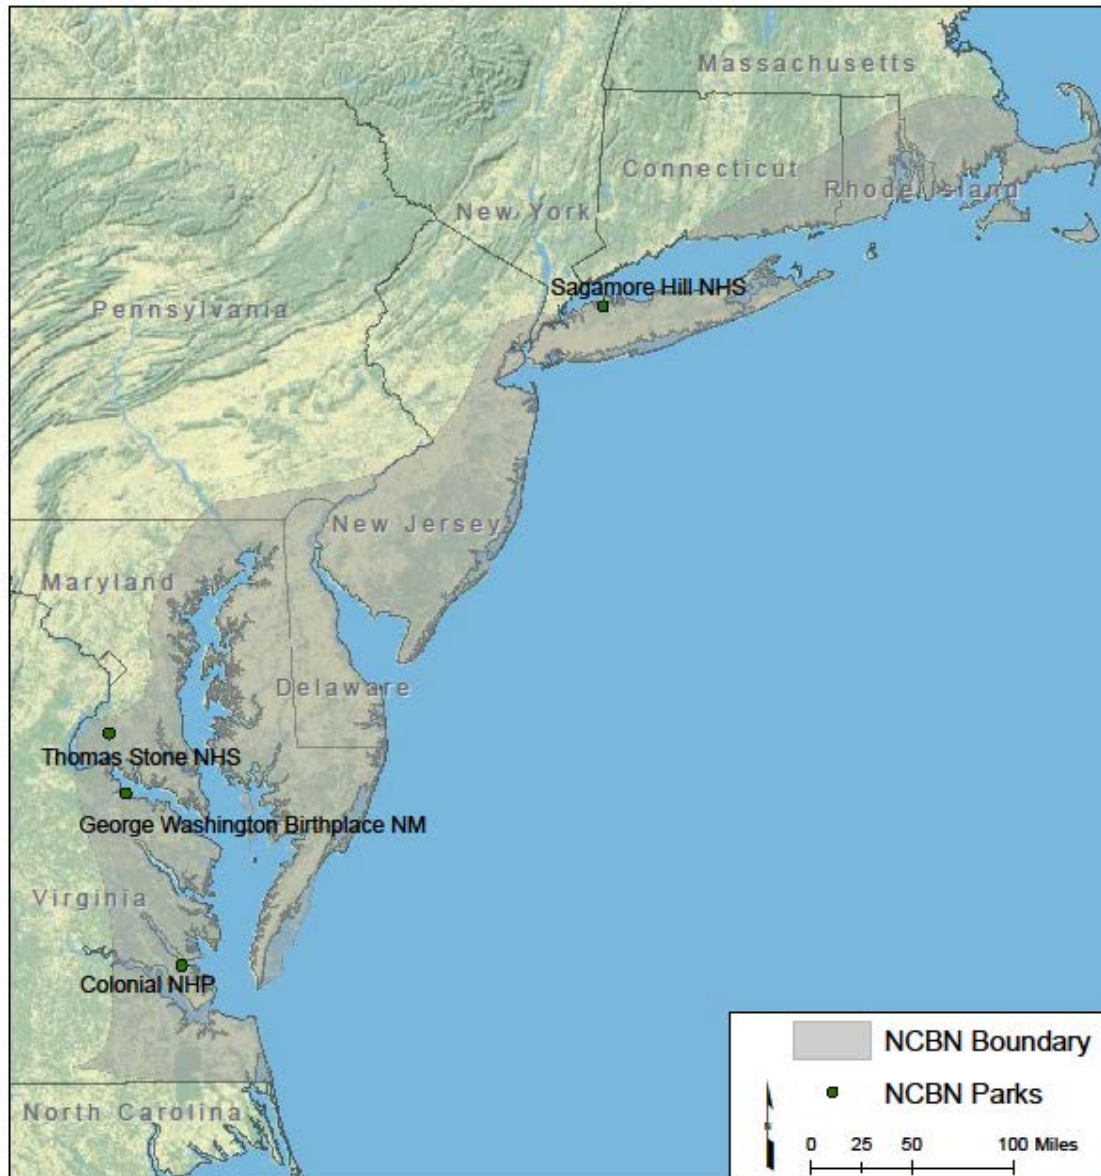 Massachusetts
Connecticut
Rhode Island
New York
Sagamore Hill NHS
Pennsylvania
New Jersey
Maryland
Delaware
Thomas Stone NHS
George Washington Birthplace NM
Virginia
Colonial NHP
North Carolina
NCBN Boundary
NCBN Parks
N
0 25 50 100 Miles